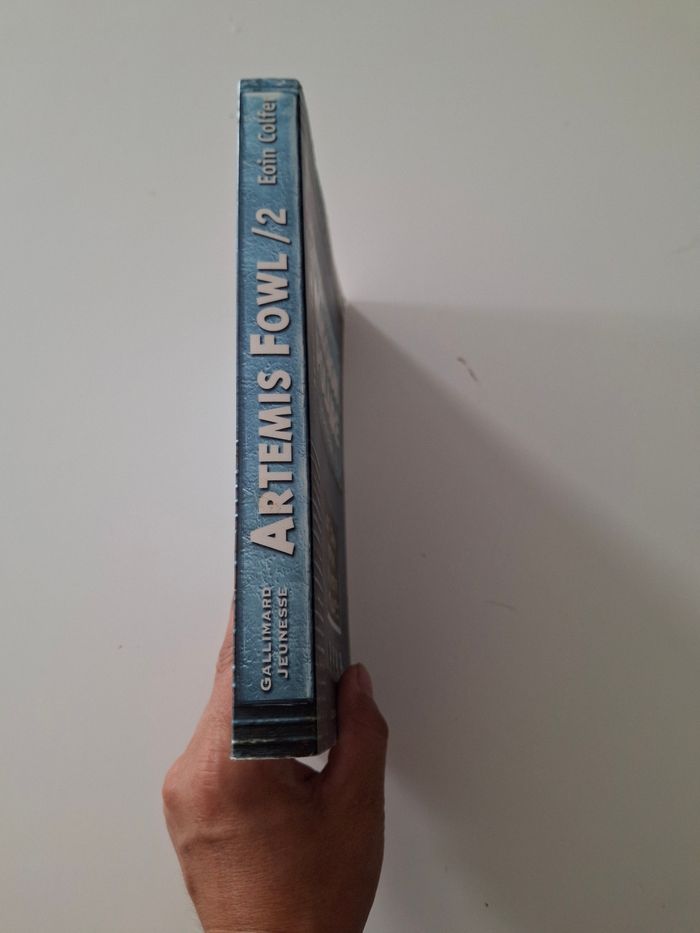 GALLIMARD
JEUNESSE
ARTEMIS FOWL /2
Eoin Colfer